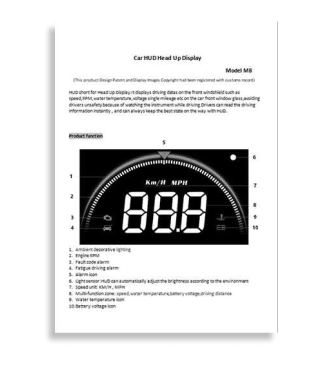 Car HUD Head Up Display
Model M8
(This product Design Patent and Display Images Copyright had been registered with customs record)
HUD short for Head Up Display It displays driving datas on the front windshield such as
speed,RPM,water temperature,voltage single mileage etc on the car front window glass,avoiding
drivers unsafety because of watching the instrument while driving.Drivers can read the driving
information instantly , and can always keep the best state on the way with HUD.
Product function
5
6
1
Km/H MPH
7
2
88.8
8
3
9
4
10
1. Ambient decorative lighting
2. Engine RPM
3. Fault code alarm
4. Fatigue driving alarm
5. Alarm icon
6. Light sensor HUD can automatically adjust the brightness according to the environment
7. Speed unit KM/H , MPH
8. Multi-function zone: speed,water temperature,battery voltage,driving distance
9. Water temperature icon
10.Battery voltage icon